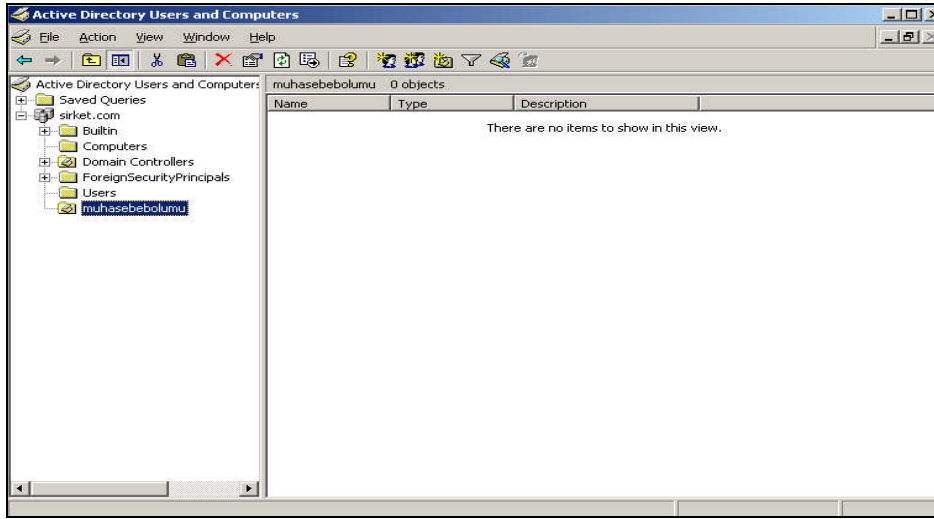 Active Directory Users and Computers
File Action View Window Help
Active Directory Users and Computers
Saved Queries
sirket.com
Builtin
Computers
Domain Controllers
ForeignSecurityPrincipals
Users
muhasebebolumu
muhasebebolumu 0 objects
Name Type Description
There are no items to show in this view.